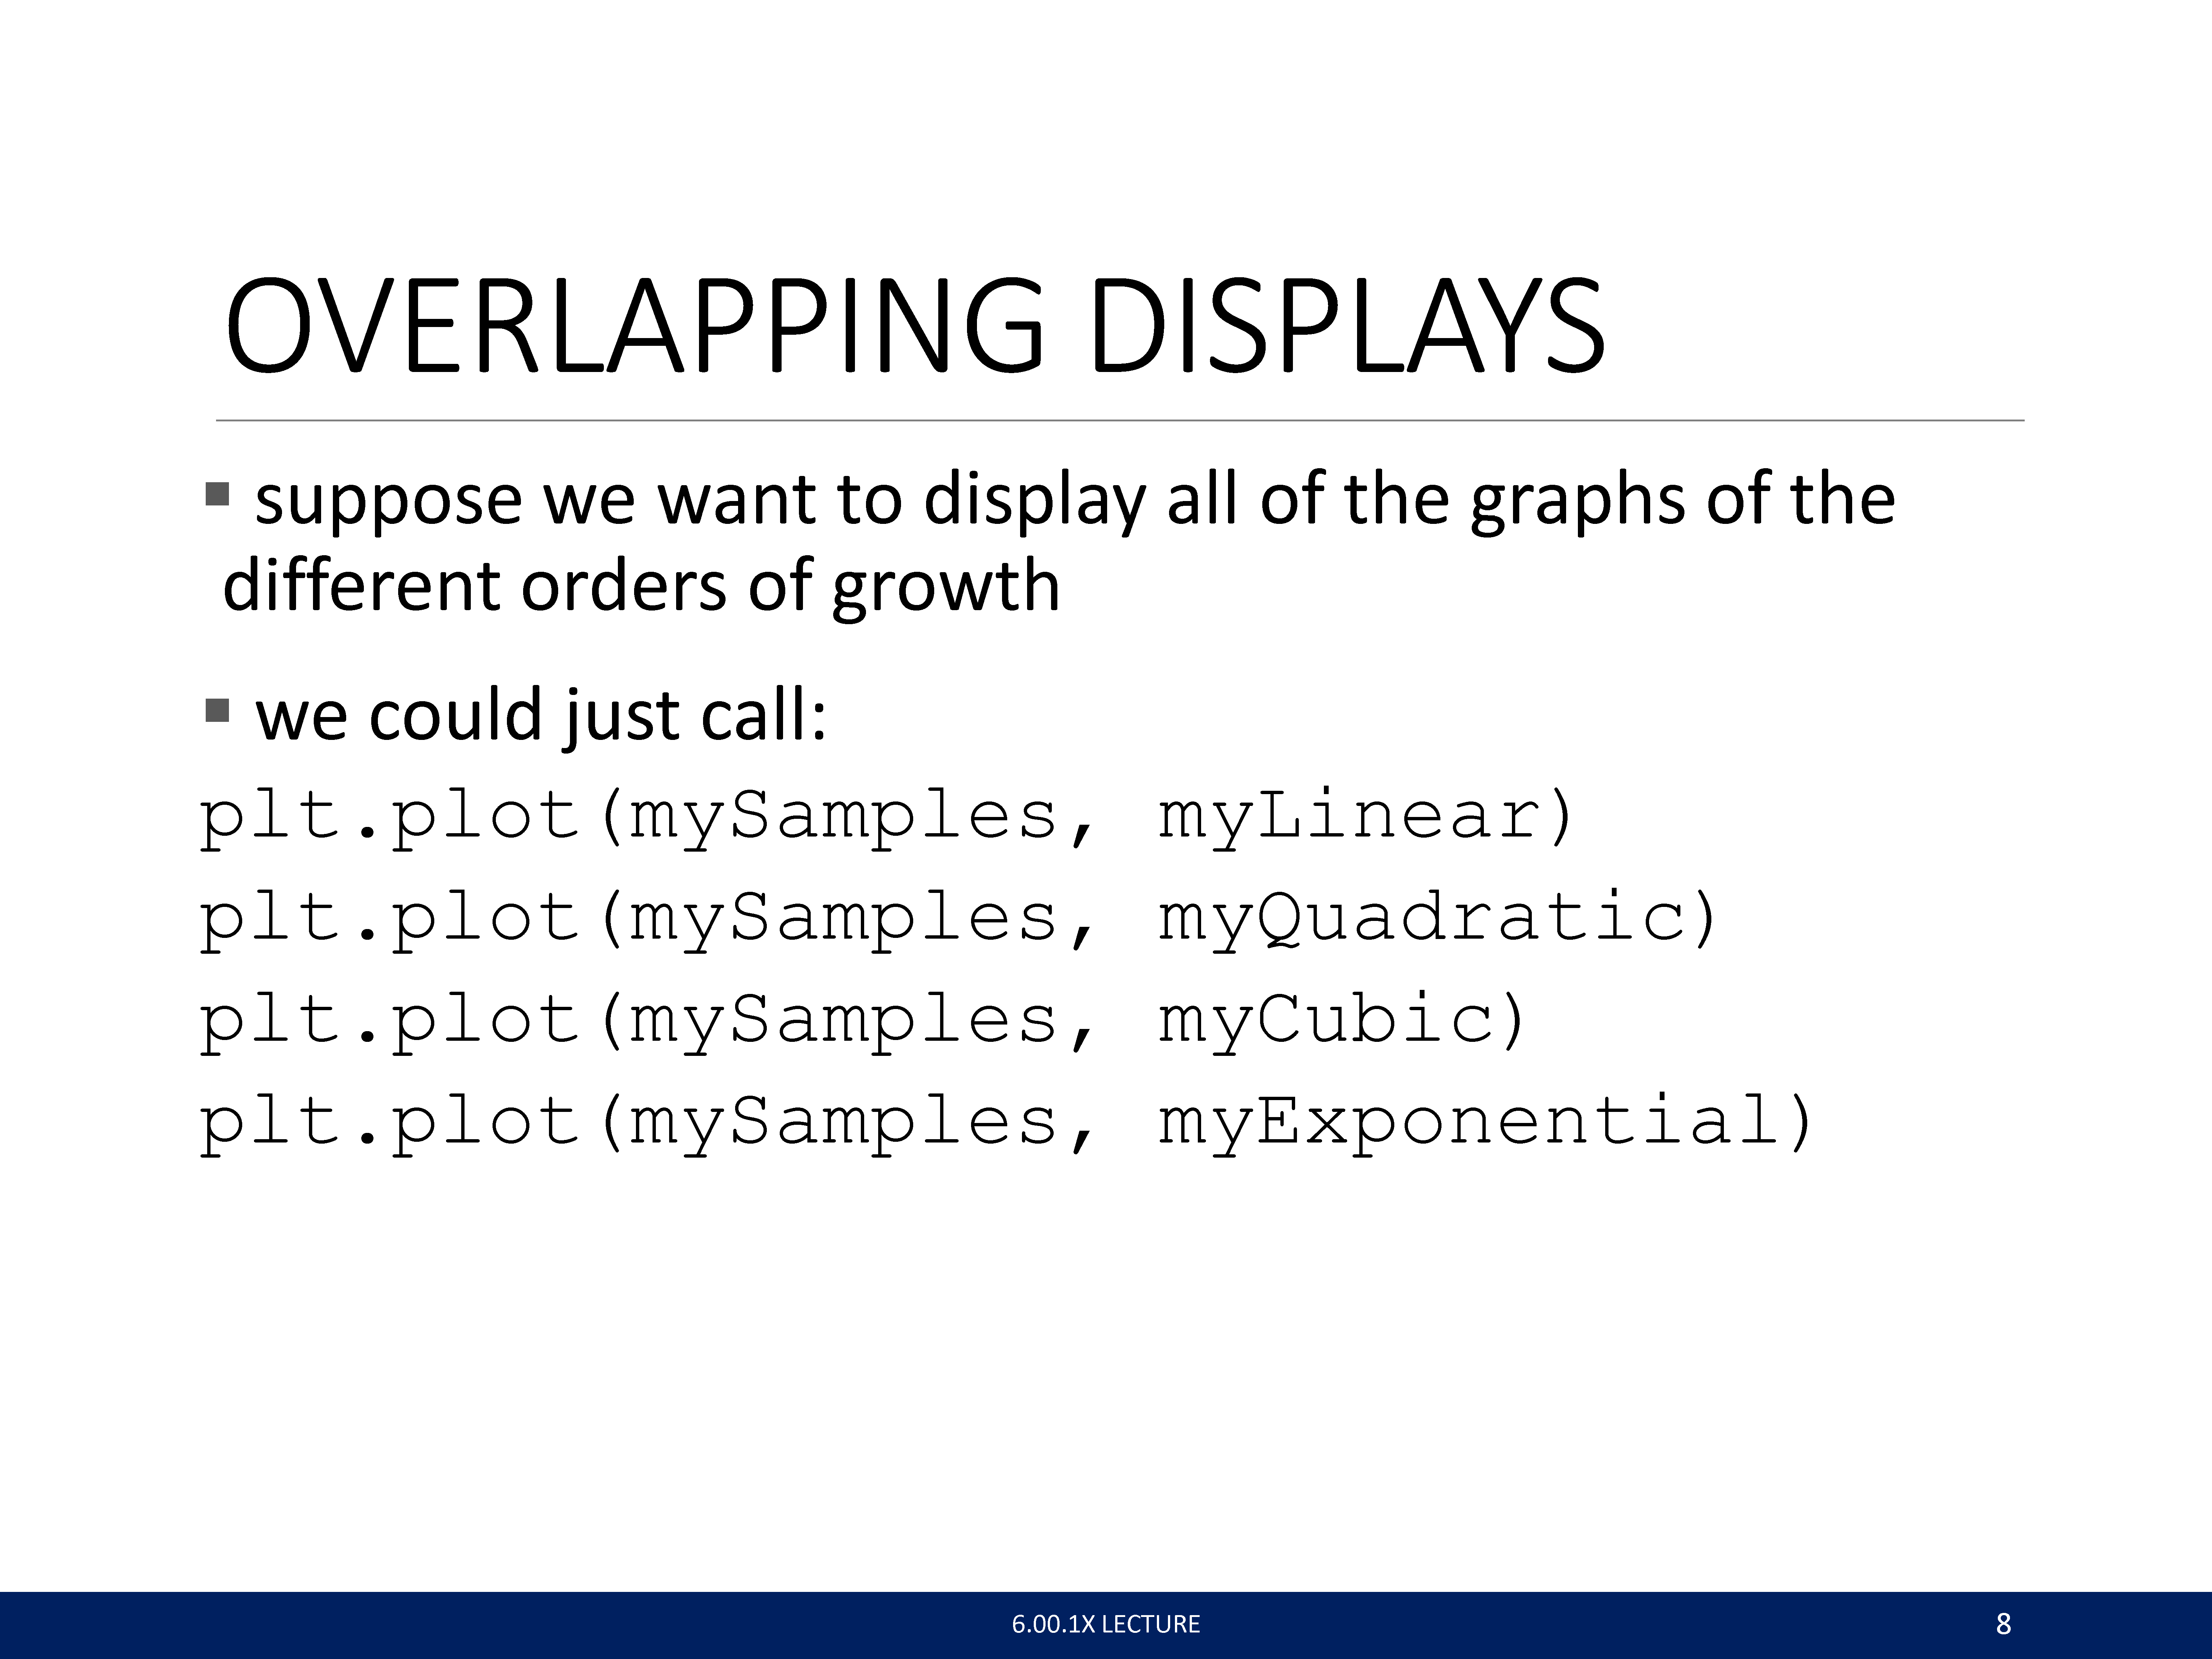 OVERLAPPING DISPLAYS
▪ suppose we want to display all of the graphs of the
different orders of growth
▪ we could just call:
plt.plot(mySamples, myLinear)
plt.plot(mySamples, myQuadratic)
plt.plot(mySamples, myCubic)
plt.plot(mySamples, myExponential)
6.00.1X LECTURE
8